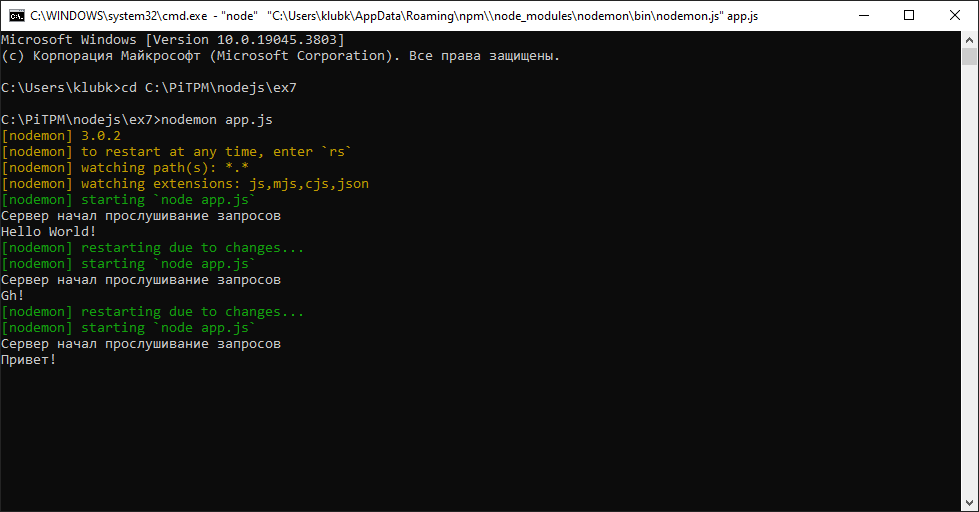 C:\WINDOWS\system32\cmd.exe - "node" "C:\Users\klubk\AppData\Roaming\npm\\node_modules\nodemon\bin\nodemon.js" app.js
Microsoft Windows [Version 10.0.19045.3803]
(c) Корпорация Майкрософт (Microsoft Corporation). Все права защищены.
C:\Users\klubk>cd C:\PiTPM\nodejs\ex7
C:\PiTPM\nodejs\ex7>nodemon app.js
[nodemon] 3.0.2
[nodemon] to restart at any time, enter `rs`
[nodemon] watching path(s): *.*
[nodemon] watching extensions: js,mjs,cjs,json
[nodemon] starting `node app.js`
Сервер начал прослушивание запросов
Hello World!
[nodemon] restarting due to changes...
[nodemon] starting `node app.js`
Сервер начал прослушивание запросов
Gh!
[nodemon] restarting due to changes...
[nodemon] starting `node app.js`
Сервер начал прослушивание запросов
Привет!